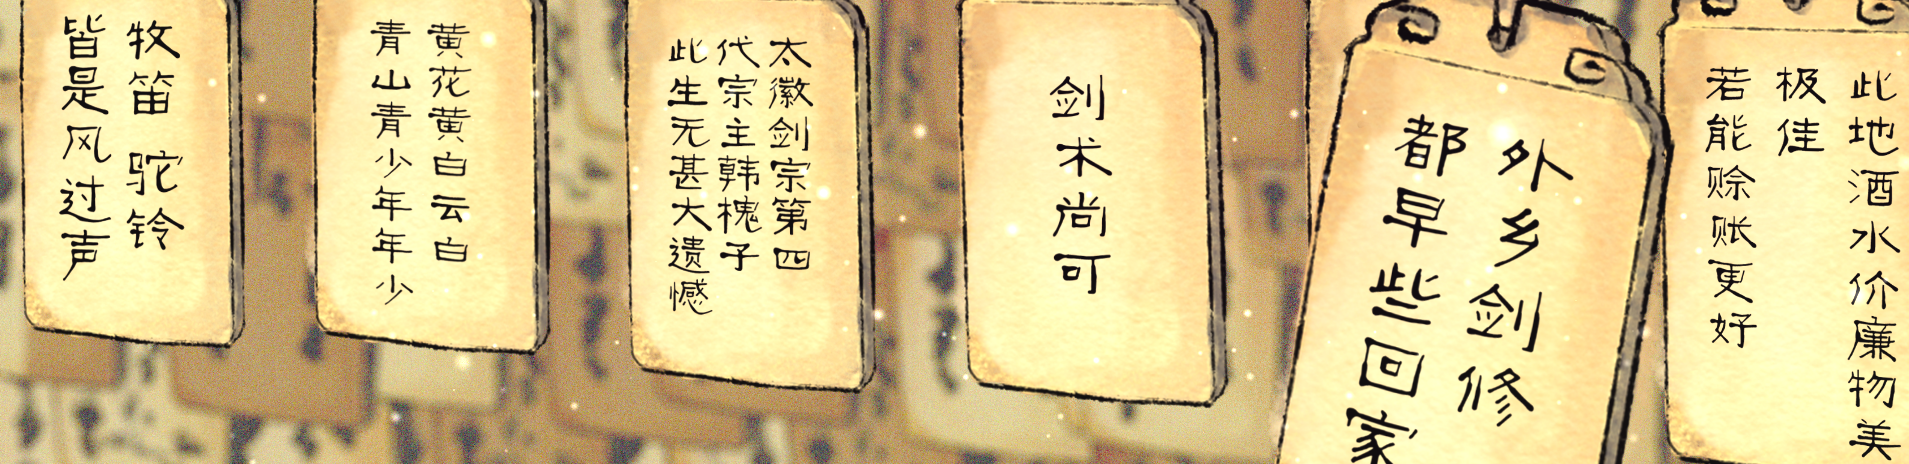 牧笛 驼铃
皆是风过声
黄花黄白云白
青山青少年年少
太徽剑宗第四
代宗主韩槐子
此生无甚大遗憾
剑术尚可
外乡剑修
都早些回家
此地酒水价廉物美
极佳
若能赊账更好